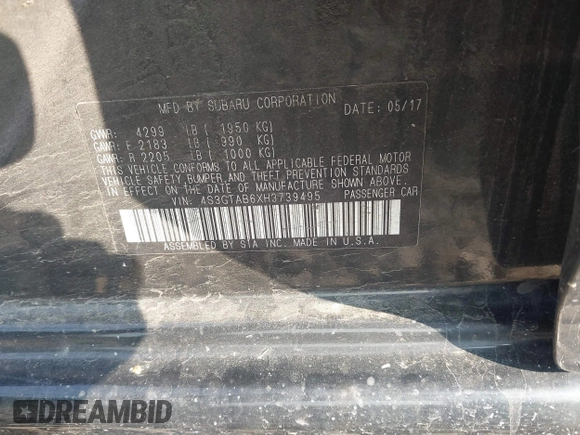 MFD BY SUBARU CORPORATION DATE: 05/17
GVWR: 4299 LB ( 1950 KG)
GAWR: F 2183 LB ( 990 KG)
GAWR: R 2205 LB ( 1000 KG)
THIS VEHICLE CONFORMS TO ALL APPLICABLE FEDERAL MOTOR
VEHICLE SAFETY, BUMPER, AND THEFT PREVENTION STANDARDS
IN EFFECT ON THE DATE OF MANUFACTURE SHOWN ABOVE.
VIN: 4S3GTAB6XH3739495 PASSENGER CAR
ASSEMBLED BY SIA INC. MADE IN U.S.A.
DREAMBID